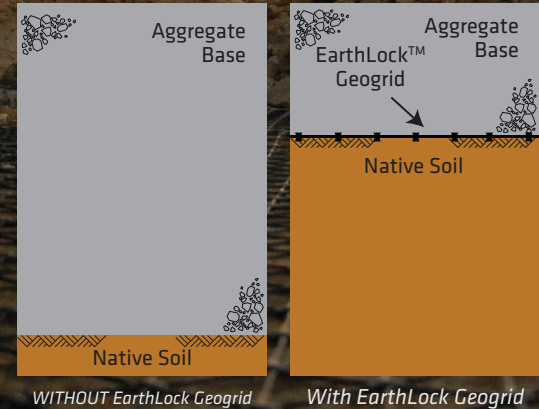 Aggregate
Base
Native Soil
WITHOUT EarthLock Geogrid
Aggregate
Base
EarthLock™
Geogrid
Native Soil
With EarthLock Geogrid